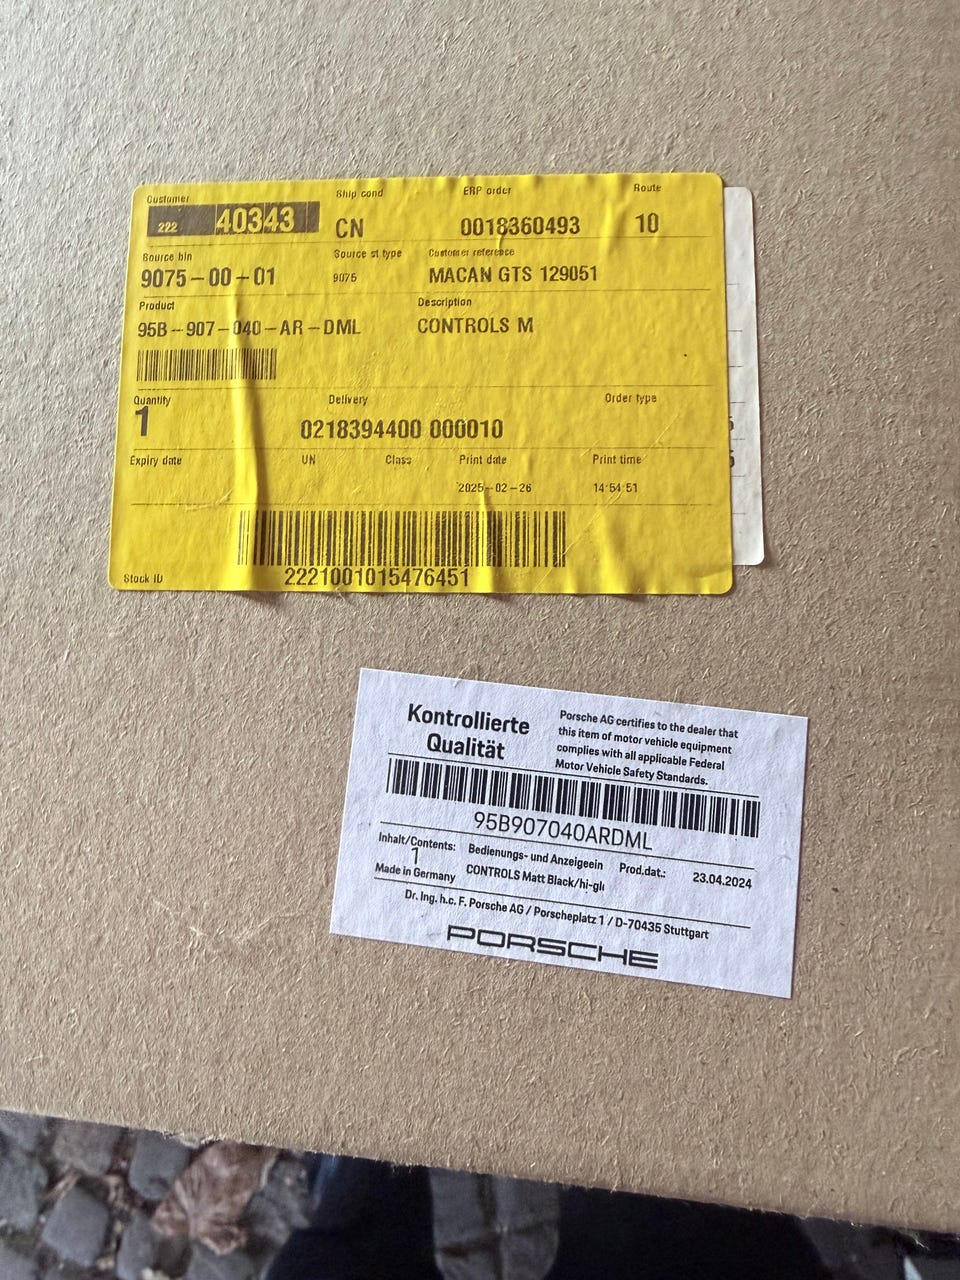 Customer Ship cond ERP order Route
222 40343 CN 0018360493 10
Source bin Source st type Customer reference
9075-00-01 9075 MACAN GTS 129051
Product Description
95B-907-040-AR-DML CONTROLS M
Quantity Delivery Order type
1 0218394400 000010
Expiry date UN Class Print date Print time
2025-02-26 14:54:51
Stock ID 2221001015476451
Kontrollierte
Qualität
Porsche AG certifies to the dealer that
this item of motor vehicle equipment
complies with all applicable Federal
Motor Vehicle Safety Standards.
95B907040ARDML
Inhalt/Contents: Bedienungs- und Anzeigeein Prod.dat.: 23.04.2024
1
Made in Germany CONTROLS Matt Black/hi-gl
Dr. Ing. h.c. F. Porsche AG / Porscheplatz 1 / D-70435 Stuttgart
PORSCHE